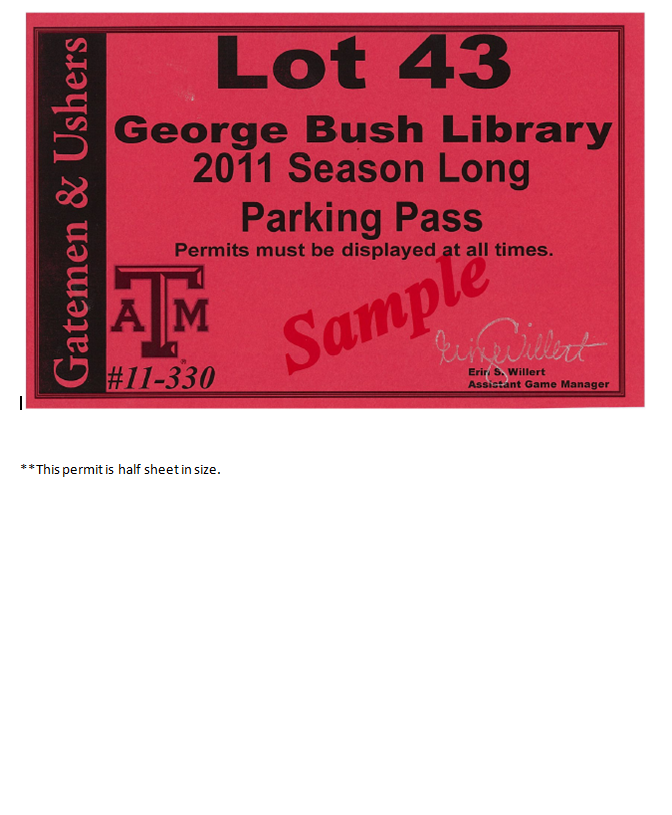 Gatemen & Ushers
Lot 43
George Bush Library
2011 Season Long
Parking Pass
Permits must be displayed at all times.
Sample
ATM
#11-330
Erin S. Willert
Erin S. Willert
Assistant Game Manager
**This permit is half sheet in size.